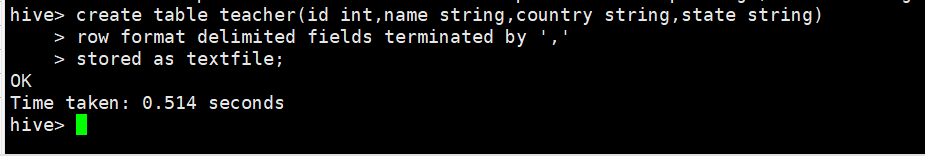 hive> create table teacher(id int,name string,country string,state string)
    > row format delimited fields terminated by ','
    > stored as textfile;
OK
Time taken: 0.514 seconds
hive>